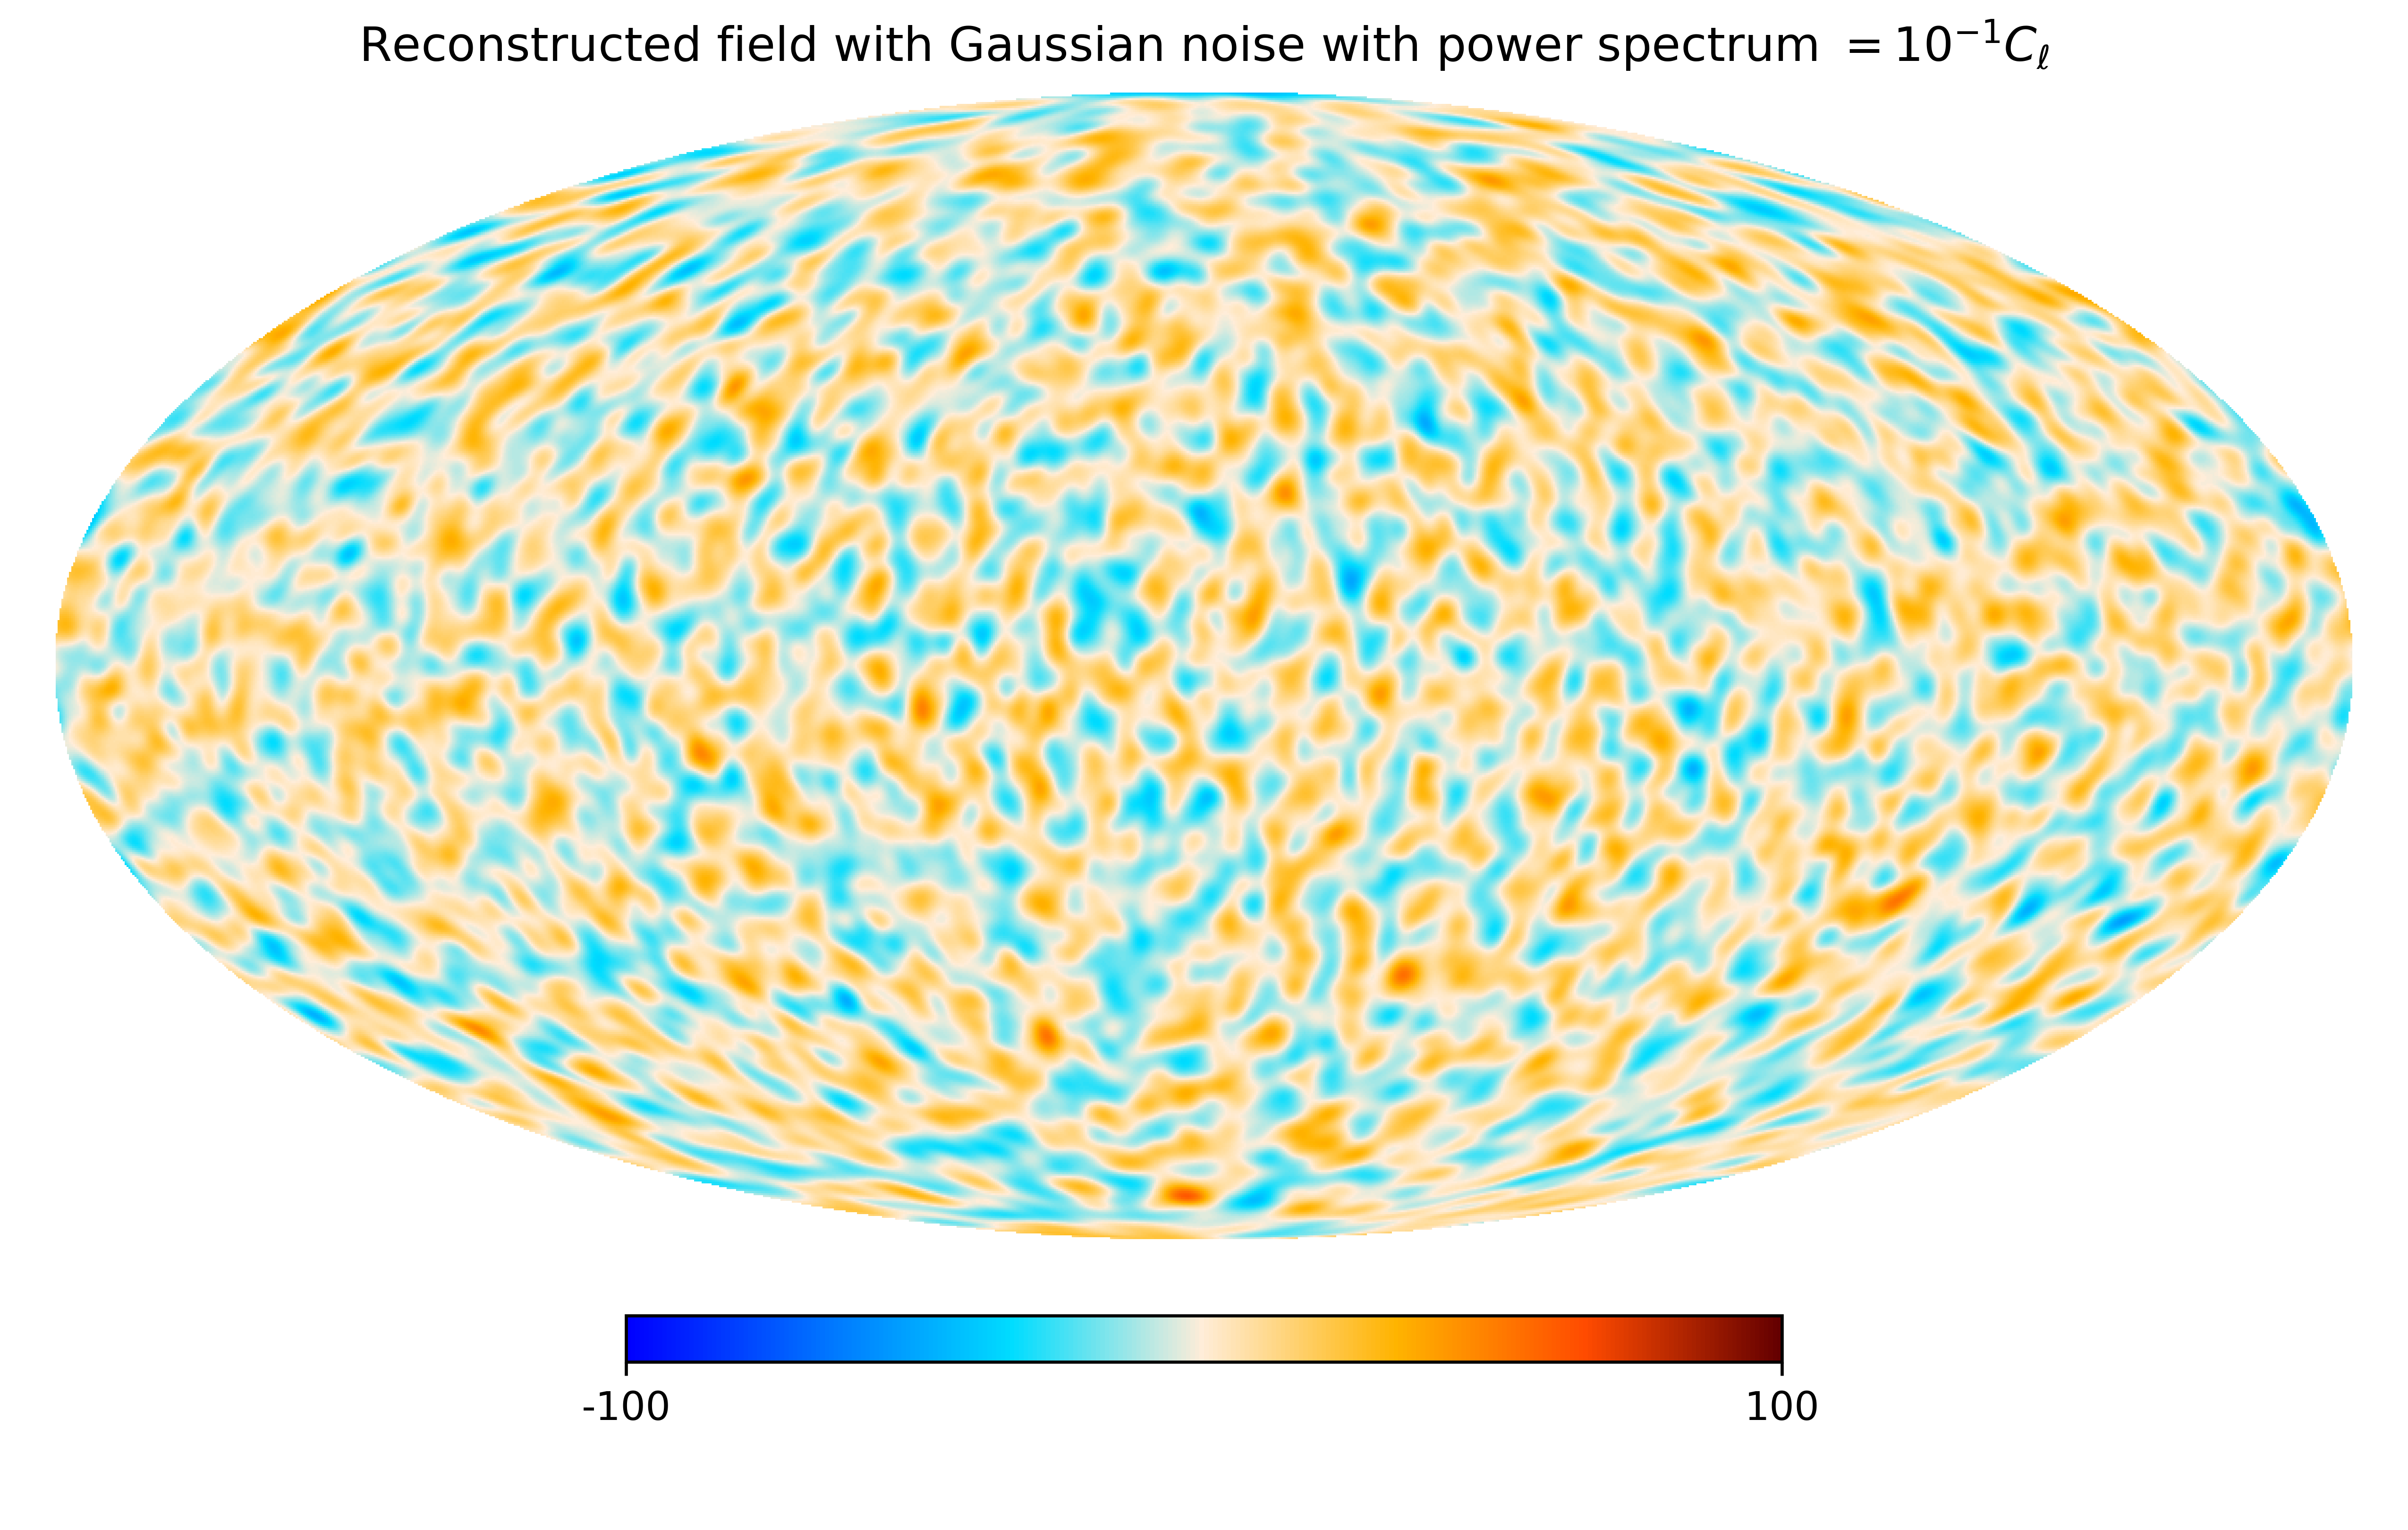 Reconstructed field with Gaussian noise with power spectrum $= 10^{-1}C_{\ell}$
-100 100